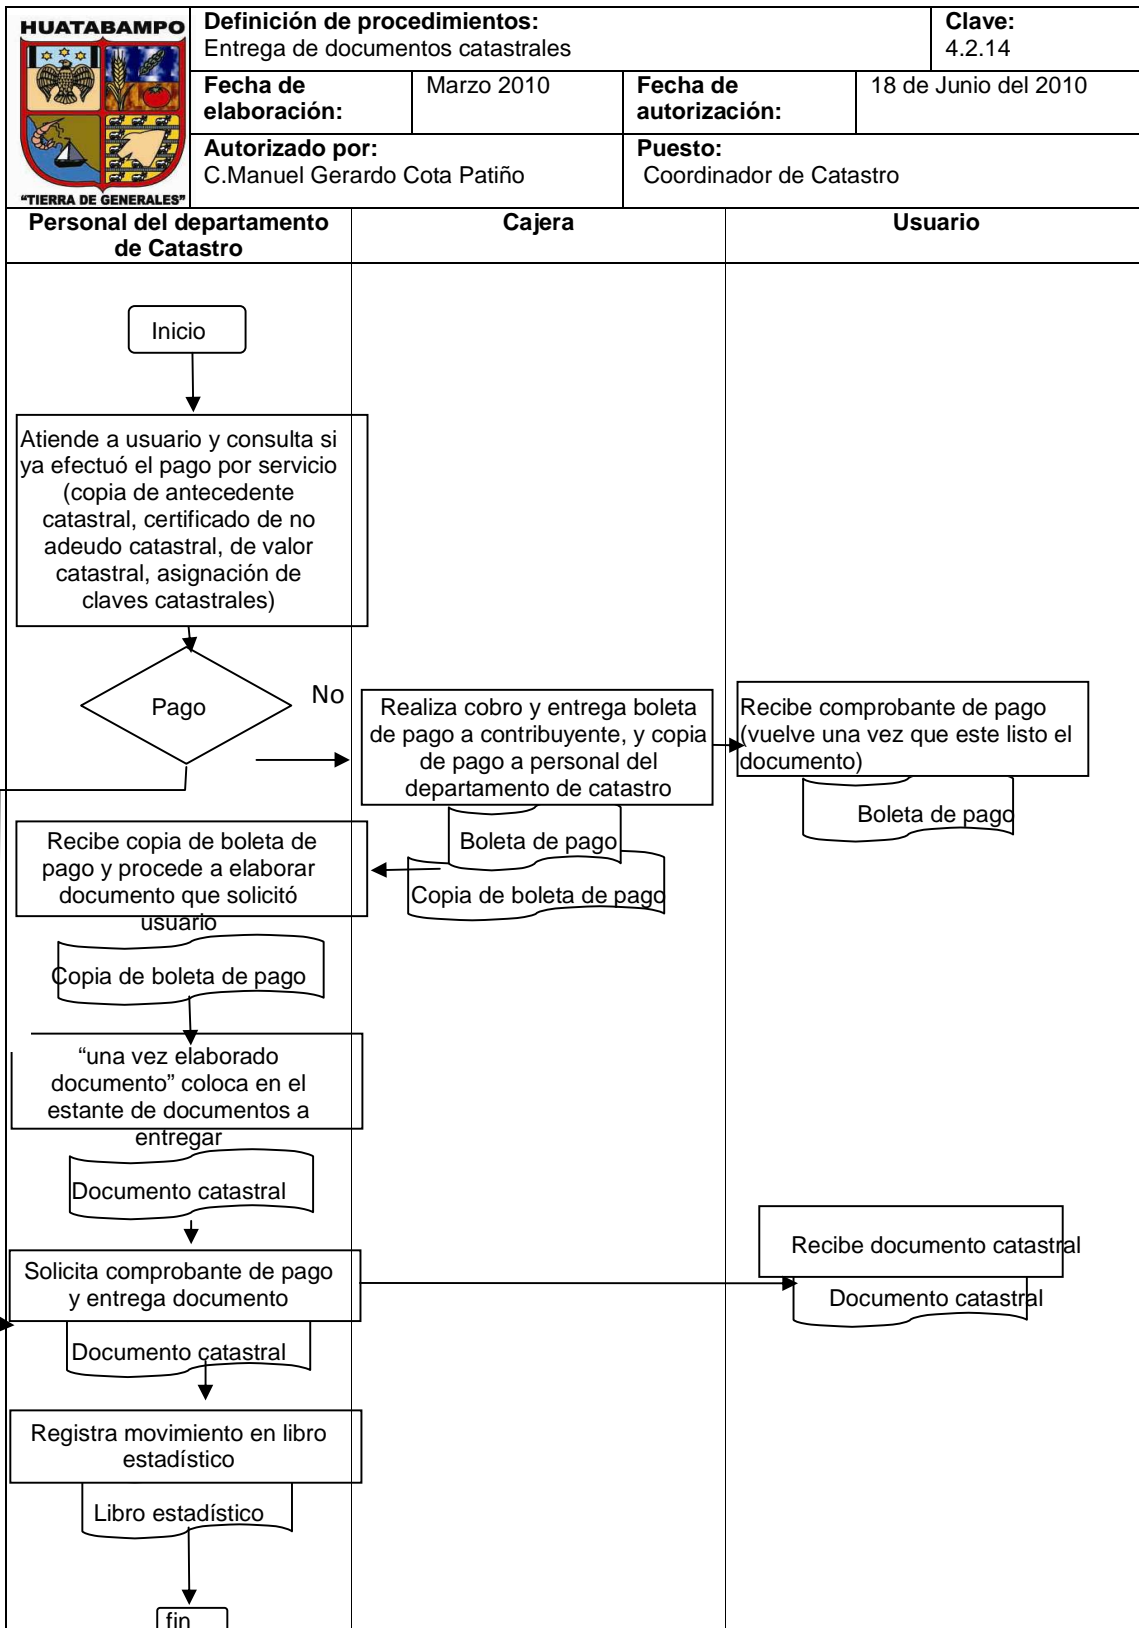 HUATABAMPO
"TIERRA DE GENERALES"
Definición de procedimientos:
Entrega de documentos catastrales
Clave:
4.2.14
Fecha de
elaboración:
Marzo 2010
Fecha de
autorización:
18 de Junio del 2010
Autorizado por:
C.Manuel Gerardo Cota Patiño
Puesto:
Coordinador de Catastro
Personal del departamento
de Catastro
Cajera
Usuario
Inicio
Atiende a usuario y consulta si
ya efectuó el pago por servicio
(copia de antecedente
catastral, certificado de no
adeudo catastral, de valor
catastral, asignación de
claves catastrales)
Pago
No
Realiza cobro y entrega boleta
de pago a contribuyente, y copia
de pago a personal del
departamento de catastro
Recibe comprobante de pago
(vuelve una vez que este listo el
documento)
Boleta de pago
Boleta de pago
Copia de boleta de pago
Recibe copia de boleta de
pago y procede a elaborar
documento que solicitó
usuario
Copia de boleta de pago
“una vez elaborado
documento” coloca en el
estante de documentos a
entregar
Documento catastral
Solicita comprobante de pago
y entrega documento
Documento catastral
Recibe documento catastral
Documento catastral
Registra movimiento en libro
estadístico
Libro estadístico
fin